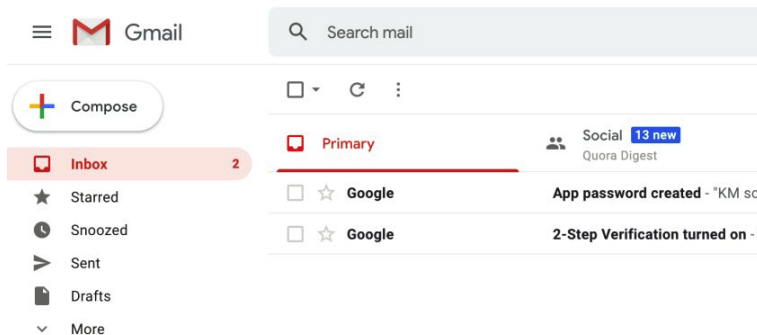 Gmail
Search mail
Compose
Inbox 2
Starred
Snoozed
Sent
Drafts
More
Primary
Social 13 new
Quora Digest
Google App password created - "KM sc
Google 2-Step Verification turned on -